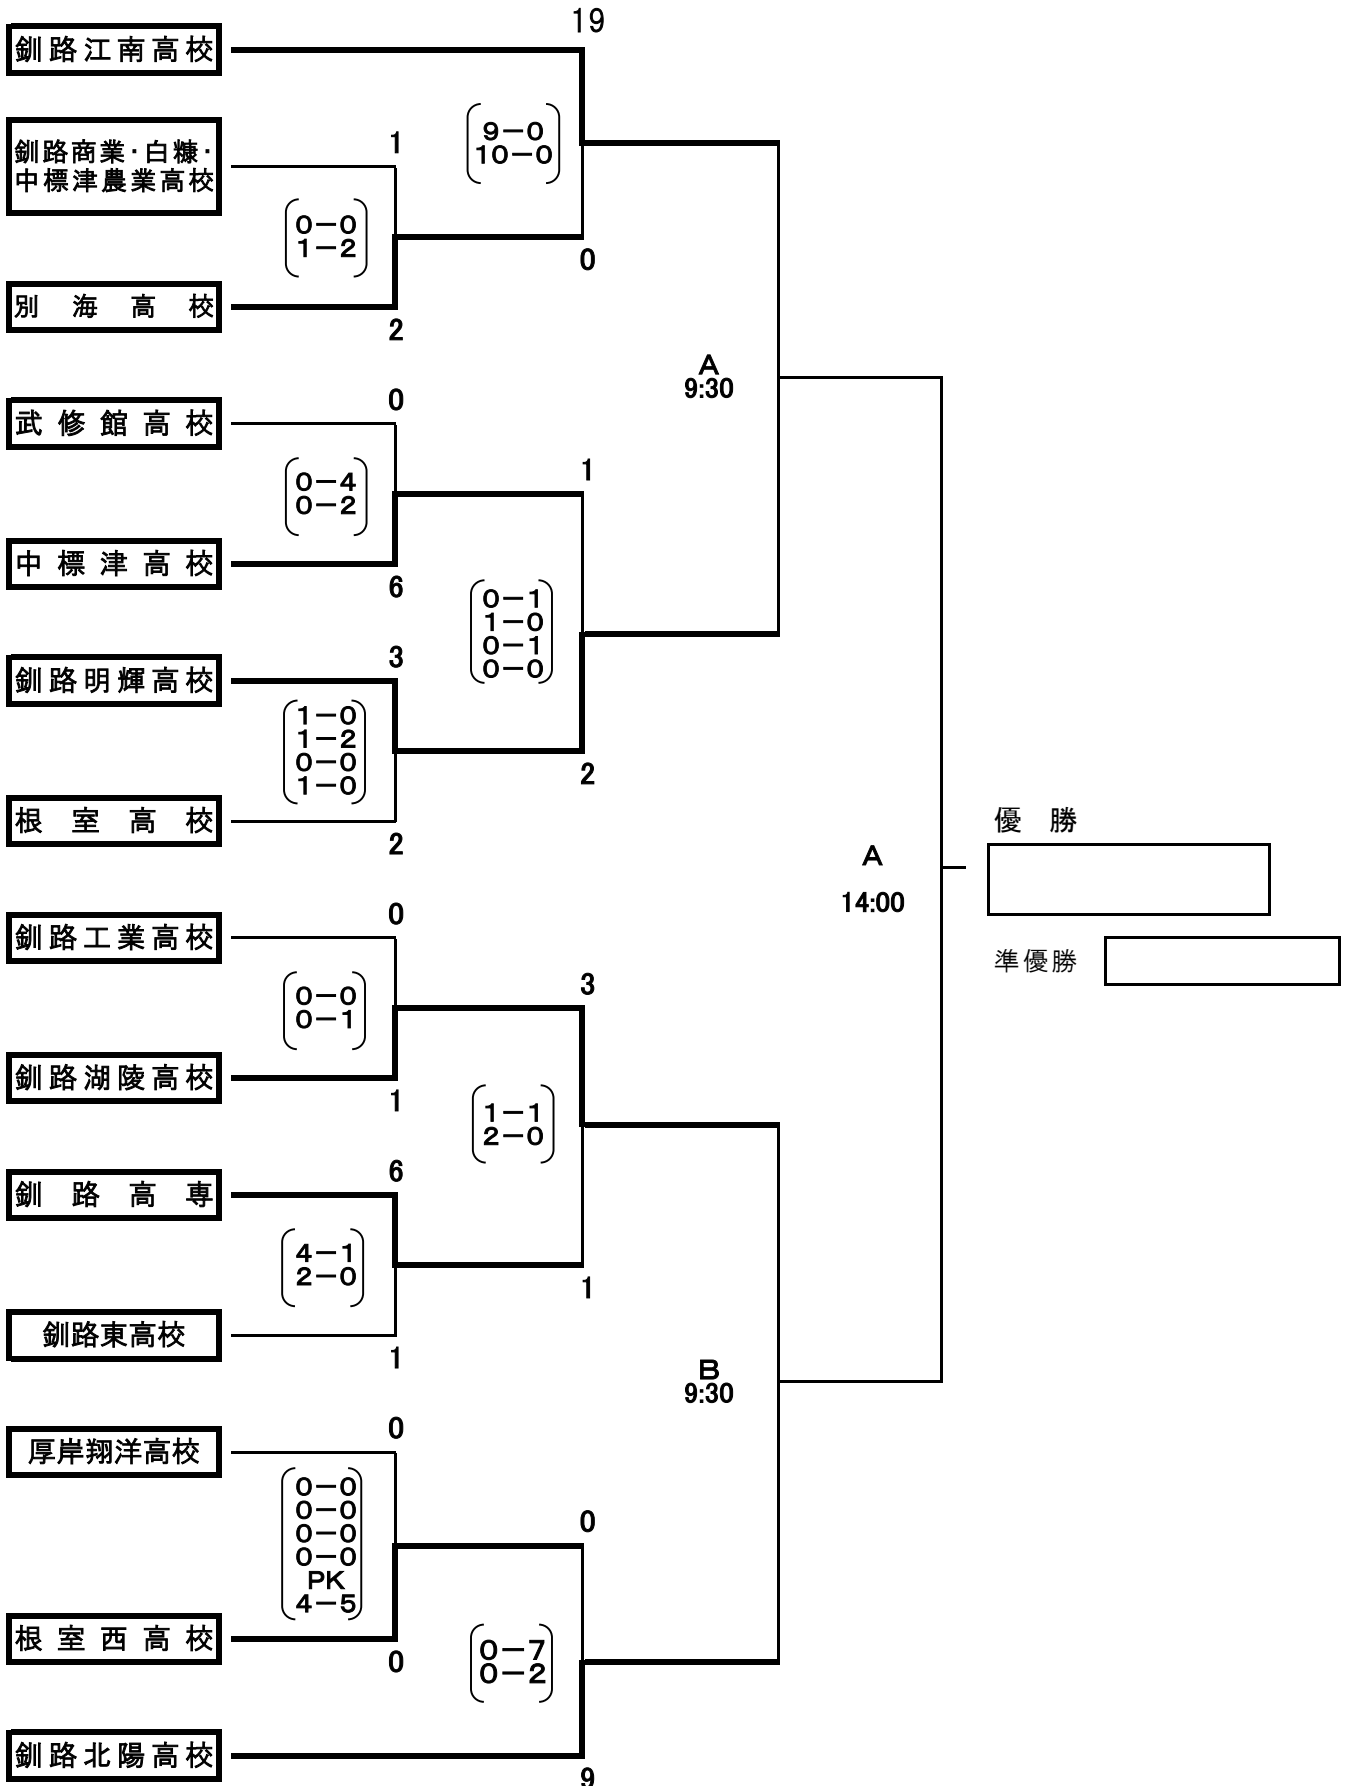 19
釧路江南高校
9－0
10－0
釧路商業・白糠・
中標津農業高校
1
0－0
1－2
0
別海高校
2
A
9:30
武修館高校
0
0－4
0－2
1
中標津高校
6
0－1
1－0
0－1
0－0
釧路明輝高校
3
1－0
1－2
0－0
1－0
2
根室高校
2
優勝
A
14:00
準優勝
釧路工業高校
0
0－0
0－1
3
釧路湖陵高校
1
1－1
2－0
釧路高専
6
4－1
2－0
1
釧路東高校
1
B
9:30
厚岸翔洋高校
0
0－0
0－0
0－0
0－0
PK
4－5
0
根室西高校
0
0－7
0－2
釧路北陽高校
9